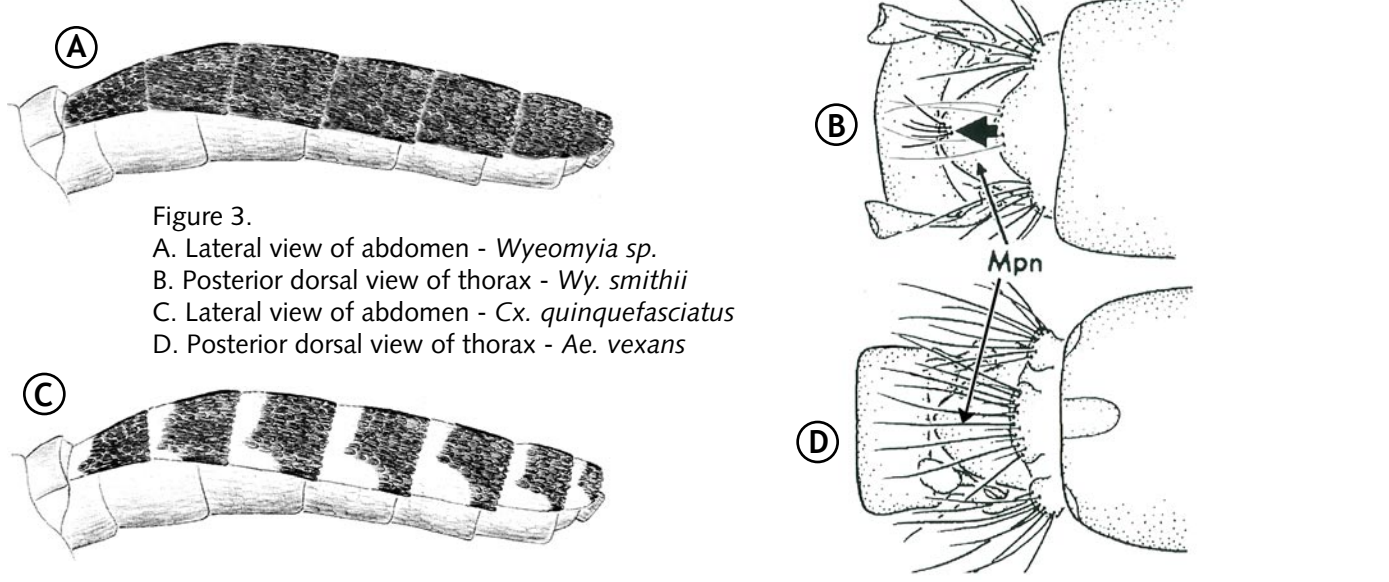 A
Figure 3.
A. Lateral view of abdomen - Wyeomyia sp.
B. Posterior dorsal view of thorax - Wy. smithii
C. Lateral view of abdomen - Cx. quinquefasciatus
D. Posterior dorsal view of thorax - Ae. vexans
C
B
Mpn
D